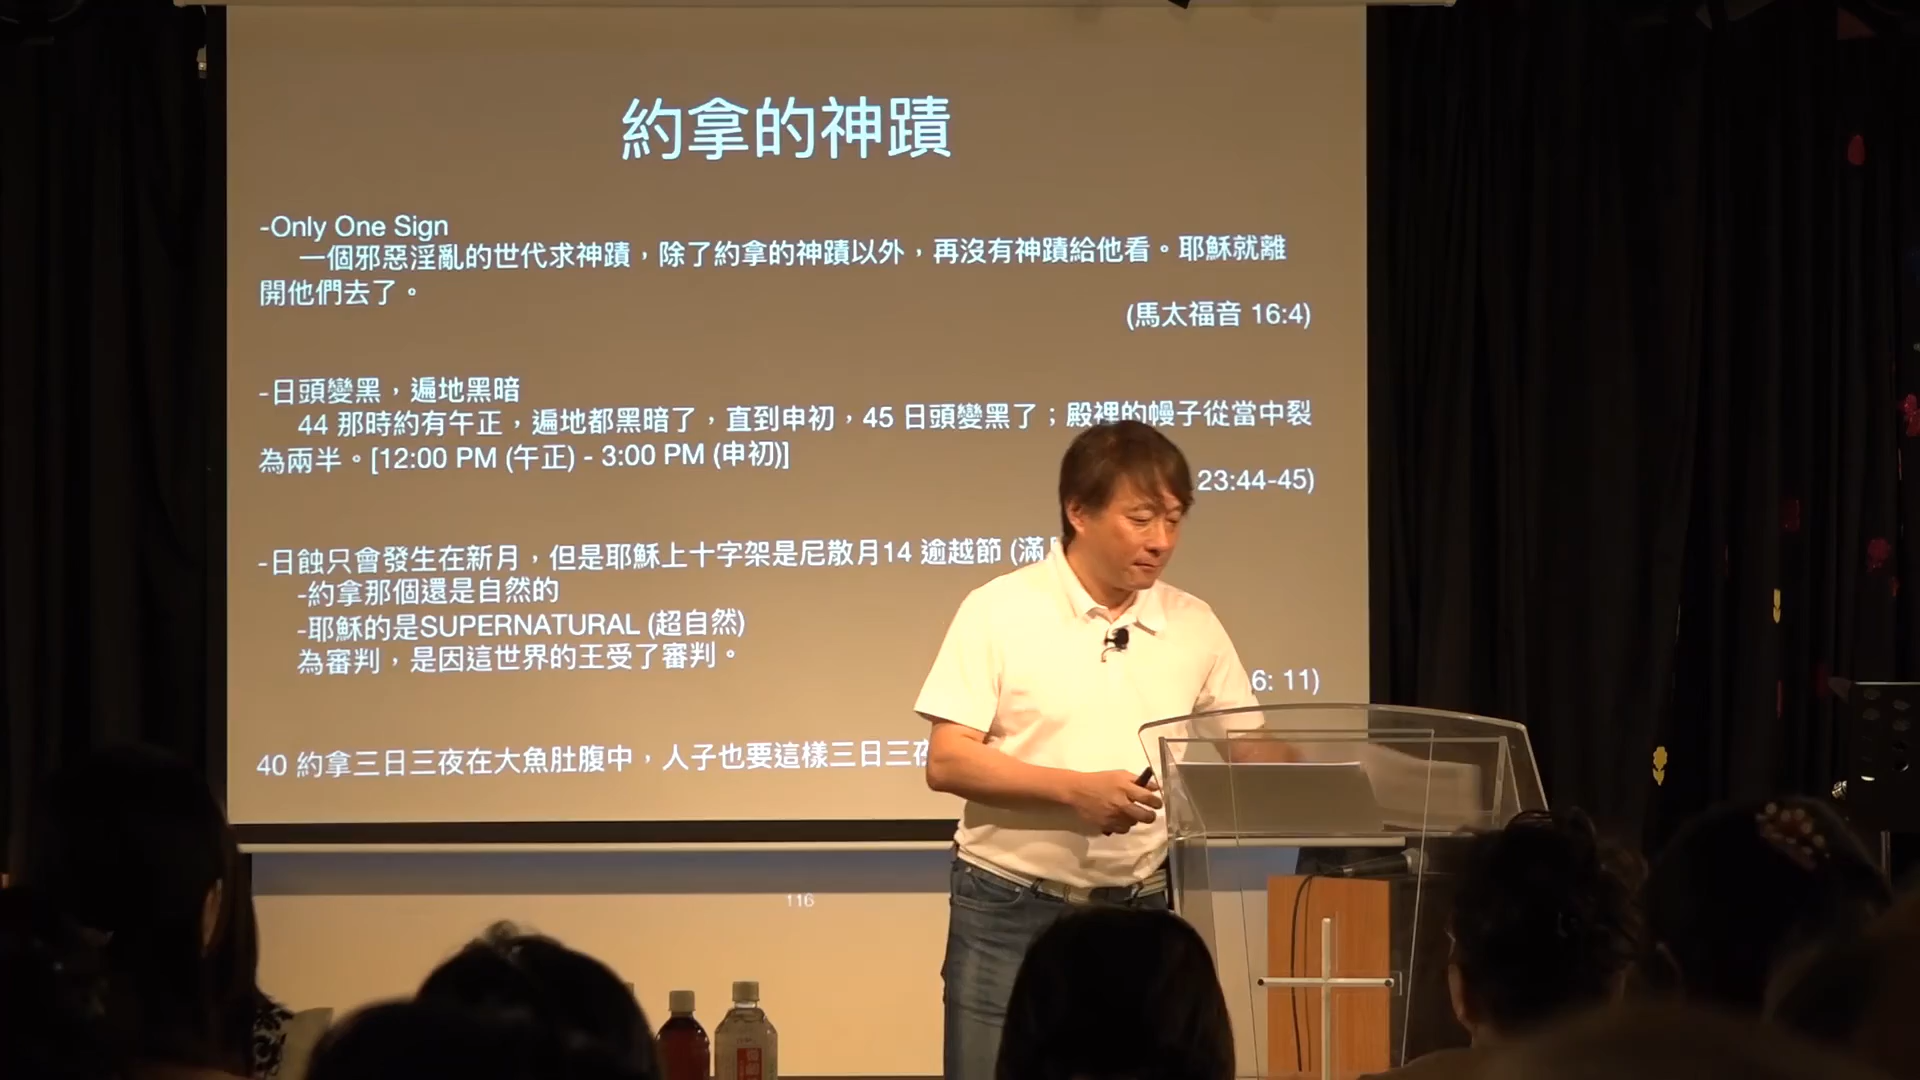 約拿的神蹟
-Only One Sign
一個邪惡淫亂的世代求神蹟，除了約拿的神蹟以外，再沒有神蹟給他看。耶穌就離
開他們去了。
(馬太福音 16:4)
-日頭變黑，遍地黑暗
44 那時約有午正，遍地都黑暗了，直到申初，45 日頭變黑了；殿裡的幔子從當中裂
為兩半。[12:00 PM (午正) - 3:00 PM (申初)]
23:44-45)
-日蝕只會發生在新月，但是耶穌上十字架是尼散月14 逾越節 (滿
-約拿那個還是自然的
-耶穌的是SUPERNATURAL (超自然)
為審判，是因這世界的王受了審判。
6: 11)
40 約拿三日三夜在大魚肚腹中，人子也要這樣三日三夜
116